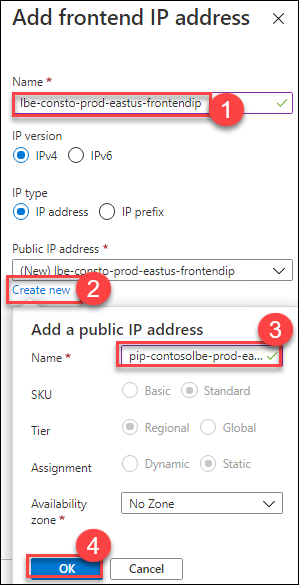 Add frontend IP address
Name *
lbe-consto-prod-eastus-frontendip
1
IP version
IPv4 IPv6
IP type
IP address IP prefix
Public IP address *
(New) lbe-consto-prod-eastus-frontendip
Create new
2
Add a public IP address
3
Name * pip-contosolbe-prod-ea...
SKU Basic Standard
Tier Regional Global
Assignment Dynamic Static
Availability No Zone
zone *
4
OK Cancel